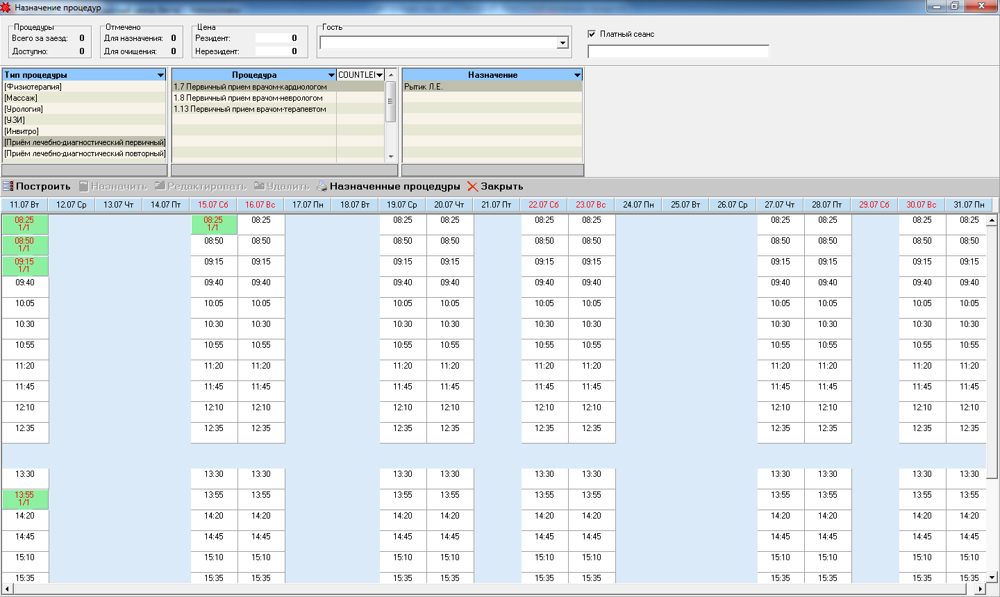 Назначение процедур
Процедуры
Всего за заезд: 0
Доступно: 0
Отмечено
Для назначения: 0
Для очищения: 0
Цена
Резидент: 0
Нерезидент: 0
Гость
Платный сеанс
Тип процедуры
[Физиотерапия]
[Массаж]
[Урология]
[УЗИ]
[Инвитро]
[Приём лечебно-диагностический первичный]
[Приём лечебно-диагностический повторный]
Процедура COUNTLEI
1.7 Первичный прием врачом-кардиологом
1.8 Первичный прием врачом-неврологом
1.13 Первичный прием врачом-терапевтом
Назначение
Рытик Л.Е.
Построить Назначить Редактировать Удалить Назначенные процедуры Закрыть
11.07 Вт 12.07 Ср 13.07 Чт 14.07 Пт 15.07 Сб 16.07 Вс 17.07 Пн 18.07 Вт 19.07 Ср 20.07 Чт 21.07 Пт 22.07 Сб 23.07 Вс 24.07 Пн 25.07 Вт 26.07 Ср 27.07 Чт 28.07 Пт 29.07 Сб 30.07 Вс 31.07 Пн
08:25 08:25 08:25 08:25 08:25 08:25 08:25 08:25 08:25 08:25 08:25
1/1 1/1
08:50 08:50 08:50 08:50 08:50 08:50 08:50 08:50 08:50 08:50 08:50
1/1
09:15 09:15 09:15 09:15 09:15 09:15 09:15 09:15 09:15 09:15 09:15
1/1
09:40 09:40 09:40 09:40 09:40 09:40 09:40 09:40 09:40 09:40 09:40
10:05 10:05 10:05 10:05 10:05 10:05 10:05 10:05 10:05 10:05 10:05
10:30 10:30 10:30 10:30 10:30 10:30 10:30 10:30 10:30 10:30 10:30
10:55 10:55 10:55 10:55 10:55 10:55 10:55 10:55 10:55 10:55 10:55
11:20 11:20 11:20 11:20 11:20 11:20 11:20 11:20 11:20 11:20 11:20
11:45 11:45 11:45 11:45 11:45 11:45 11:45 11:45 11:45 11:45 11:45
12:10 12:10 12:10 12:10 12:10 12:10 12:10 12:10 12:10 12:10 12:10
12:35 12:35 12:35 12:35 12:35 12:35 12:35 12:35 12:35 12:35 12:35
13:30 13:30 13:30 13:30 13:30 13:30 13:30 13:30 13:30 13:30 13:30
13:55 13:55 13:55 13:55 13:55 13:55 13:55 13:55 13:55 13:55 13:55
1/1
14:20 14:20 14:20 14:20 14:20 14:20 14:20 14:20 14:20 14:20 14:20
14:45 14:45 14:45 14:45 14:45 14:45 14:45 14:45 14:45 14:45 14:45
15:10 15:10 15:10 15:10 15:10 15:10 15:10 15:10 15:10 15:10 15:10
15:35 15:35 15:35 15:35 15:35 15:35 15:35 15:35 15:35 15:35 15:35